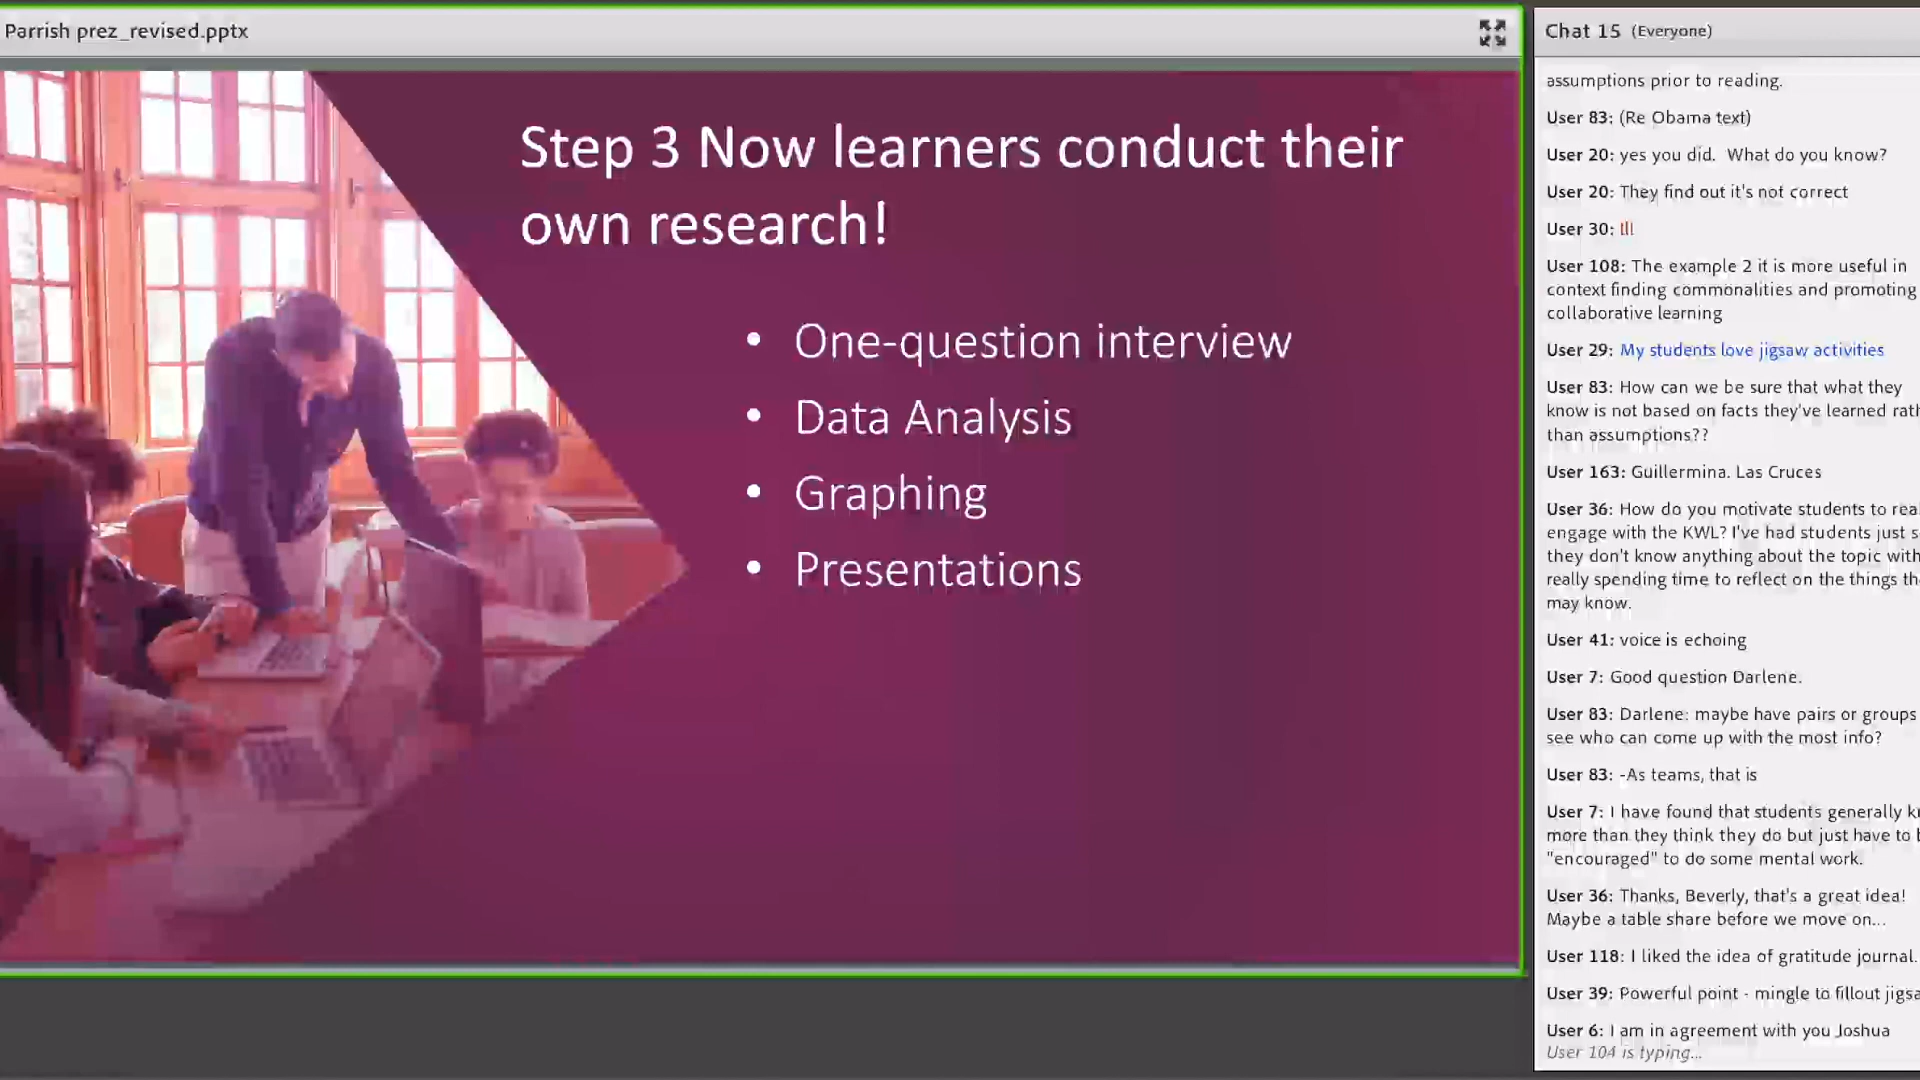 Parrish prez_revised.pptx
Step 3 Now learners conduct their
own research!
• One-question interview
• Data Analysis
• Graphing
• Presentations
Chat 15 (Everyone)
assumptions prior to reading.
User 83: (Re Obama text)
User 20: yes you did. What do you know?
User 20: They find out it's not correct
User 30: lll
User 108: The example 2 it is more useful in
context finding commonalities and promoting
collaborative learning
User 29: My students love jigsaw activities
User 83: How can we be sure that what they
know is not based on facts they've learned
than assumptions??
User 163: Guillermina. Las Cruces
User 36: How do you motivate students to
engage with the KWL? I've had students just
they don't know anything about the topic
really spending time to reflect on the things
may know.
User 41: voice is echoing
User 7: Good question Darlene.
User 83: Darlene: maybe have pairs or groups
see who can come up with the most info?
User 83: -As teams, that is
User 7: I have found that students generally
more than they think they do but just have to
"encouraged" to do some mental work.
User 36: Thanks, Beverly, that's a great idea!
Maybe a table share before we move on...
User 118: I liked the idea of gratitude journal.
User 39: Powerful point - mingle to fillout
User 6: I am in agreement with you Joshua
User 104 is typing...